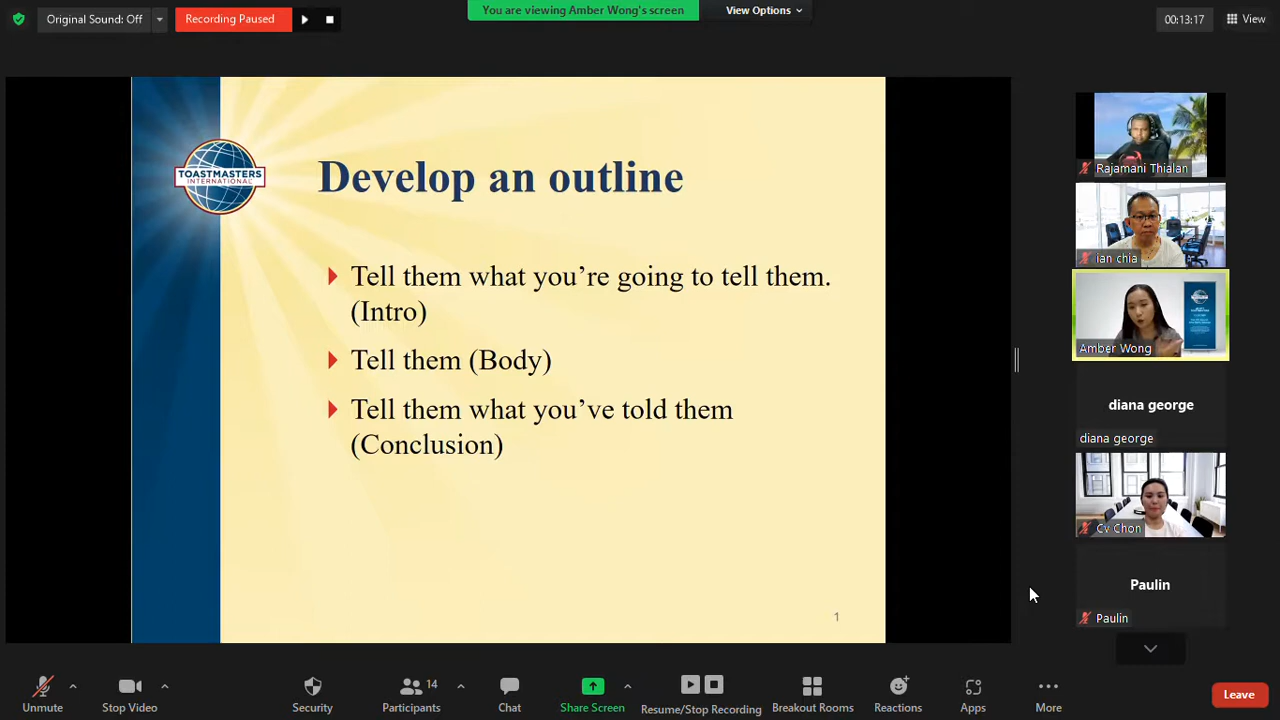 You are viewing Amber Wong's screen
View Options
Original Sound: Off
Recording Paused
00:13:17
View
TOASTMASTERS
INTERNATIONAL
Develop an outline
Tell them what you're going to tell them.
(Intro)
Tell them (Body)
Tell them what you've told them
(Conclusion)
1
Rajamani Thialan
ian chia
Amber Wong
diana george
diana george
Cv Chon
Paulin
Paulin
Unmute
Stop Video
Security
14
Participants
Chat
Share Screen
Resume/Stop Recording
Breakout Rooms
Reactions
Apps
More
Leave